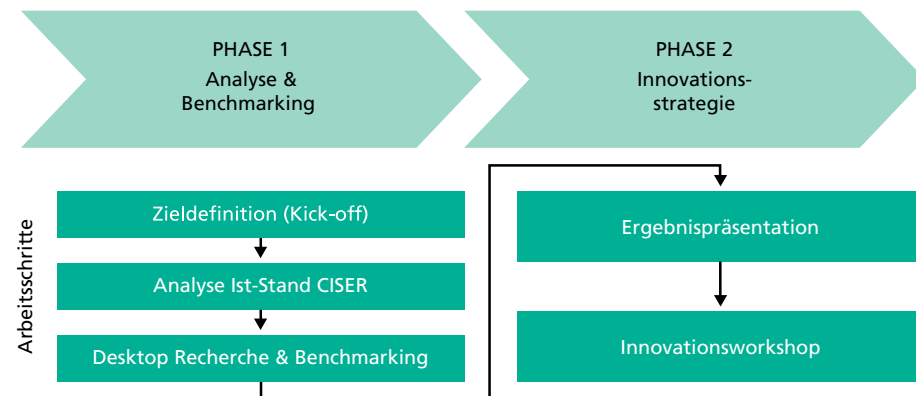 PHASE 1
Analyse &
Benchmarking
PHASE 2
Innovations-
strategie
Arbeitsschritte
Zieldefinition (Kick-off)
Analyse Ist-Stand CISER
Desktop Recherche & Benchmarking
Ergebnispräsentation
Innovationsworkshop